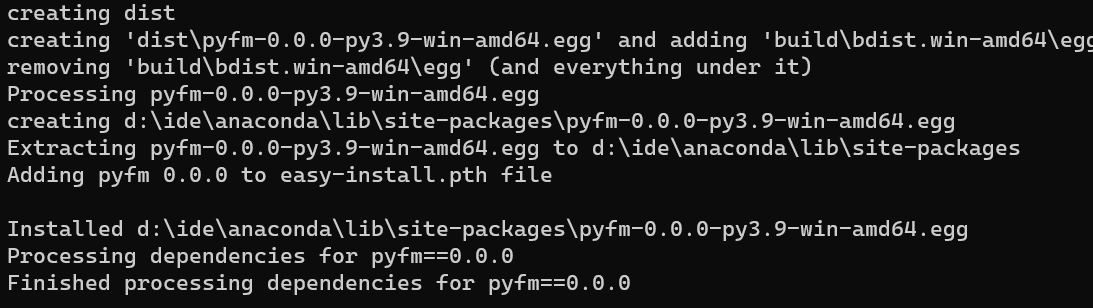 creating dist
creating 'dist\pyfm-0.0.0-py3.9-win-amd64.egg' and adding 'build\bdist.win-amd64\egg
removing 'build\bdist.win-amd64\egg' (and everything under it)
Processing pyfm-0.0.0-py3.9-win-amd64.egg
creating d:\ide\anaconda\lib\site-packages\pyfm-0.0.0-py3.9-win-amd64.egg
Extracting pyfm-0.0.0-py3.9-win-amd64.egg to d:\ide\anaconda\lib\site-packages
Adding pyfm 0.0.0 to easy-install.pth file
Installed d:\ide\anaconda\lib\site-packages\pyfm-0.0.0-py3.9-win-amd64.egg
Processing dependencies for pyfm==0.0.0
Finished processing dependencies for pyfm==0.0.0